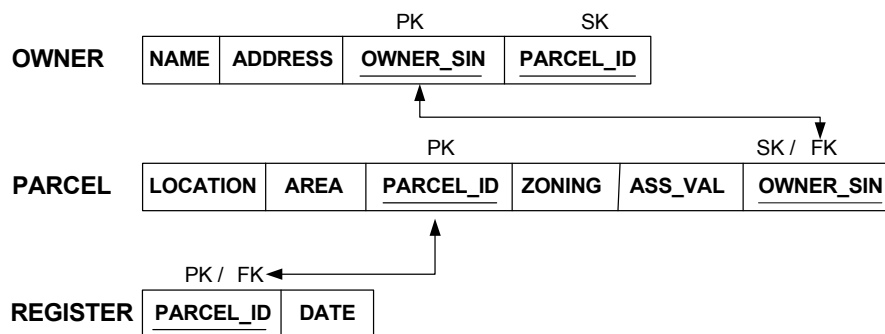 PK SK
OWNER NAME ADDRESS OWNER_SIN PARCEL_ID
PK SK / FK
PARCEL LOCATION AREA PARCEL_ID ZONING ASS_VAL OWNER_SIN
PK / FK
REGISTER PARCEL_ID DATE